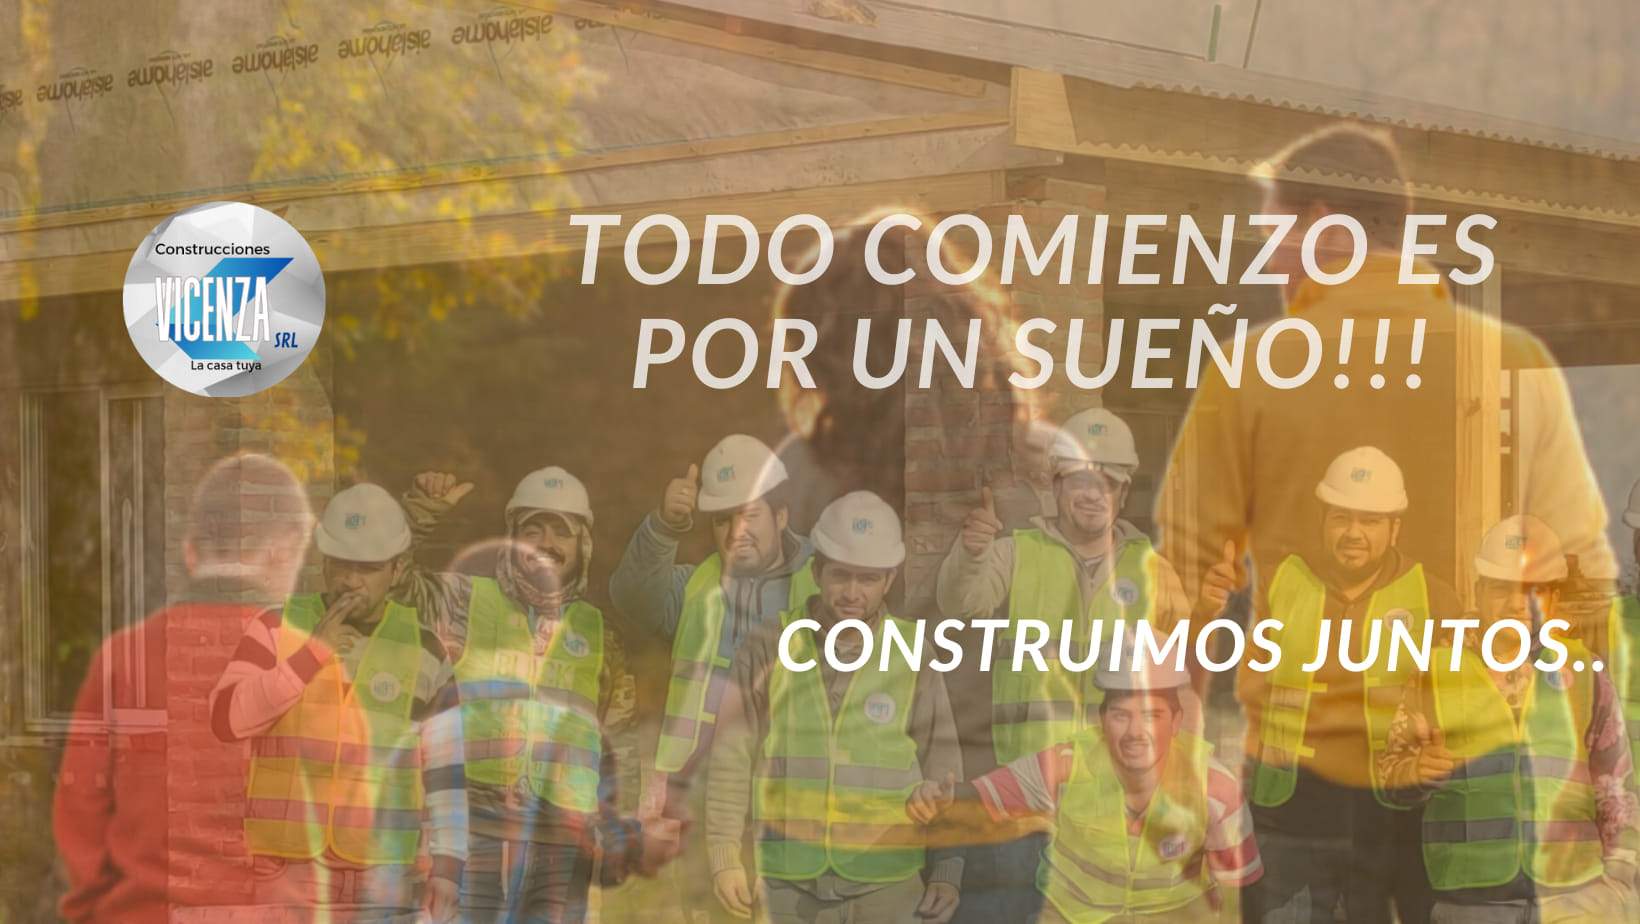 aislahome aislahome aislahome aislahome aislahome
Construcciones
VICENZA
SRL
La casa tuya
TODO COMIENZO ES
POR UN SUEÑO!!!
CONSTRUIMOS JUNTOS..